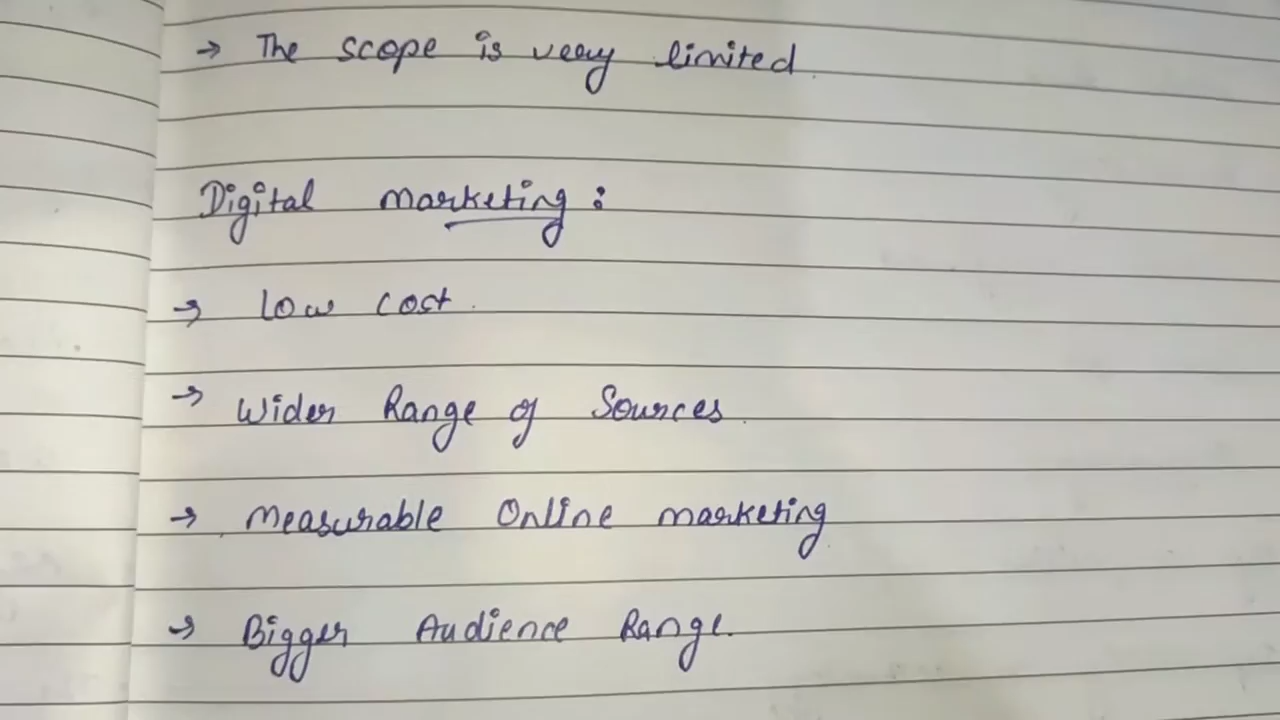 → The scope is very limited
Digital marketing :
→ low cost.
→ Wider Range of Sources.
→ Measurable Online marketing
→ Bigger Audience Range.